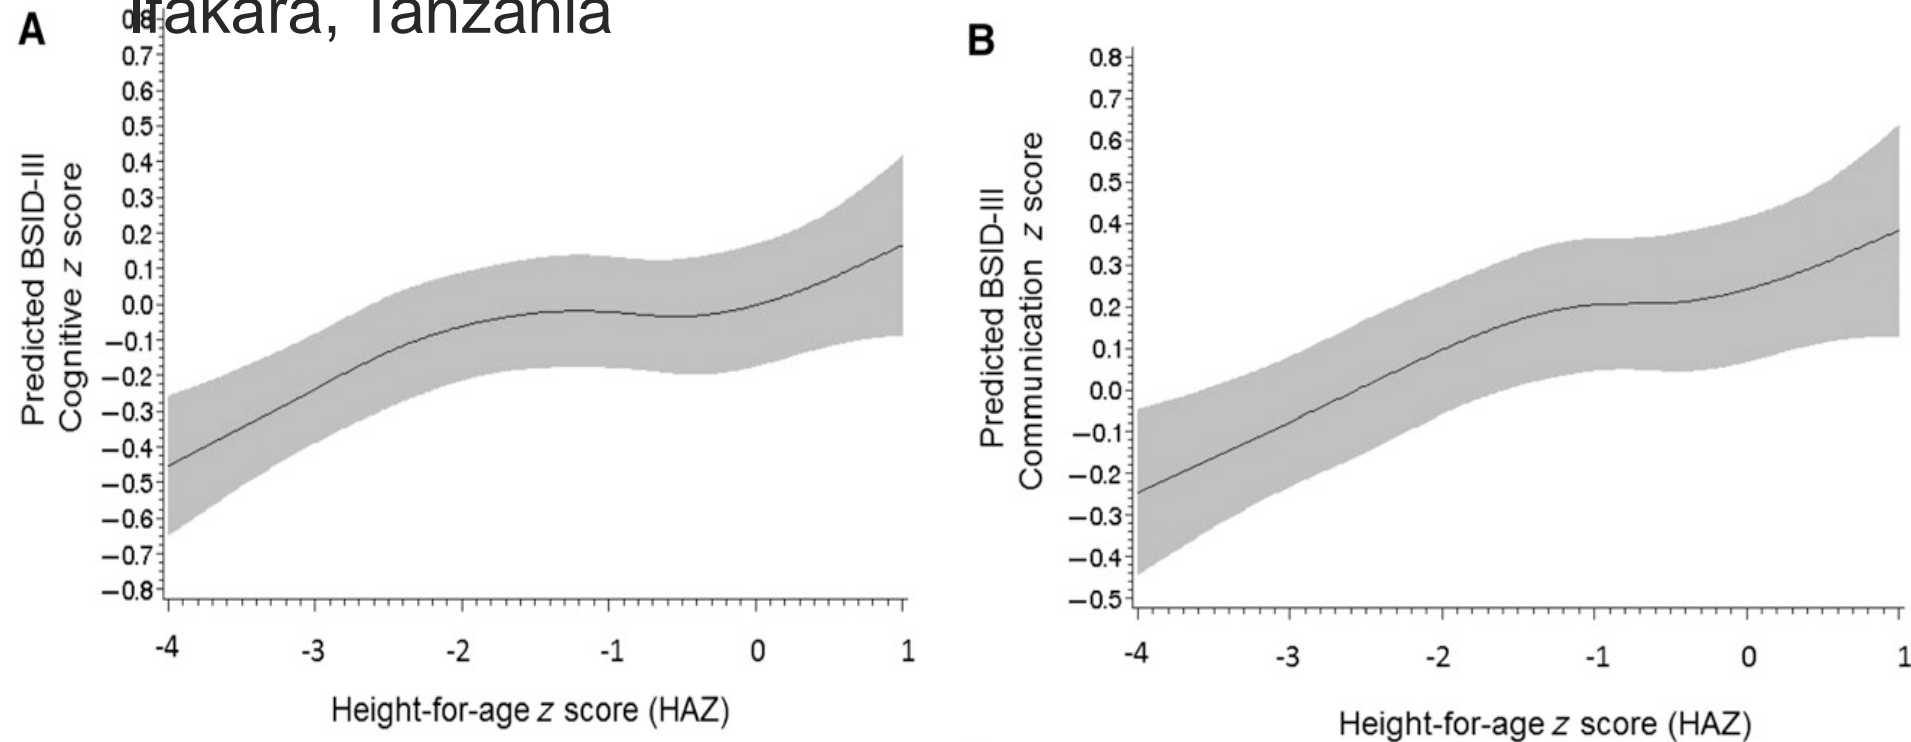 Ifakara, Tanzania
A
0.8
0.7
0.6
0.5
0.4
0.3
0.2
0.1
0.0
−0.1
−0.2
−0.3
−0.4
−0.5
−0.6
−0.7
−0.8
Predicted BSID-III
Cognitive z score
-4 -3 -2 -1 0 1
Height-for-age z score (HAZ)
B
0.8
0.7
0.6
0.5
0.4
0.3
0.2
0.1
0.0
−0.1
−0.2
−0.3
−0.4
−0.5
Predicted BSID-III
Communication z score
-4 -3 -2 -1 0 1
Height-for-age z score (HAZ)